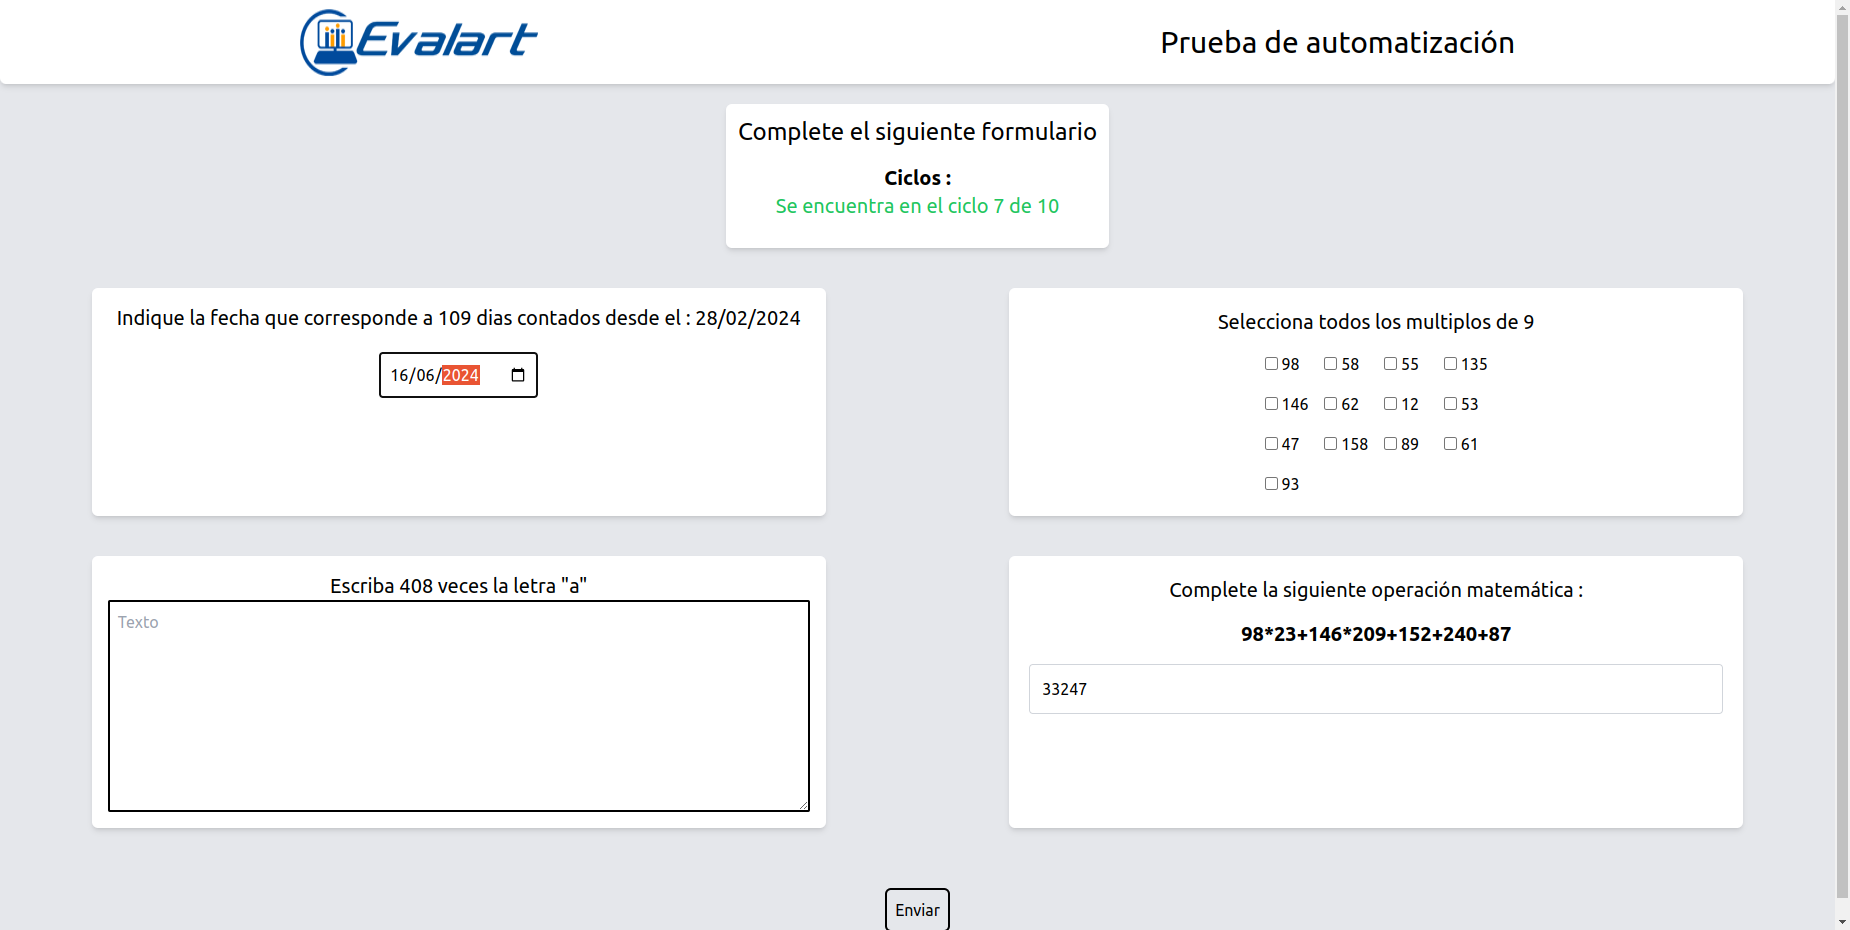 Evalart
Prueba de automatización
Complete el siguiente formulario
Ciclos :
Se encuentra en el ciclo 7 de 10
Indique la fecha que corresponde a 109 dias contados desde el : 28/02/2024
16/06/2024
Selecciona todos los multiplos de 9
98 58 55 135
146 62 12 53
47 158 89 61
93
Escriba 408 veces la letra "a"
Texto
Complete la siguiente operación matemática :
98*23+146*209+152+240+87
33247
Enviar